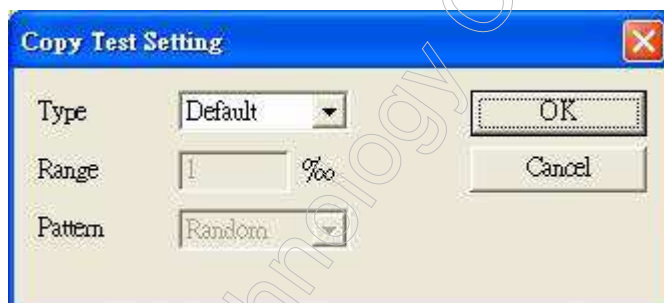 Copy Test Setting
Type Default OK
Range 1 ‰ Cancel
Pattern Random